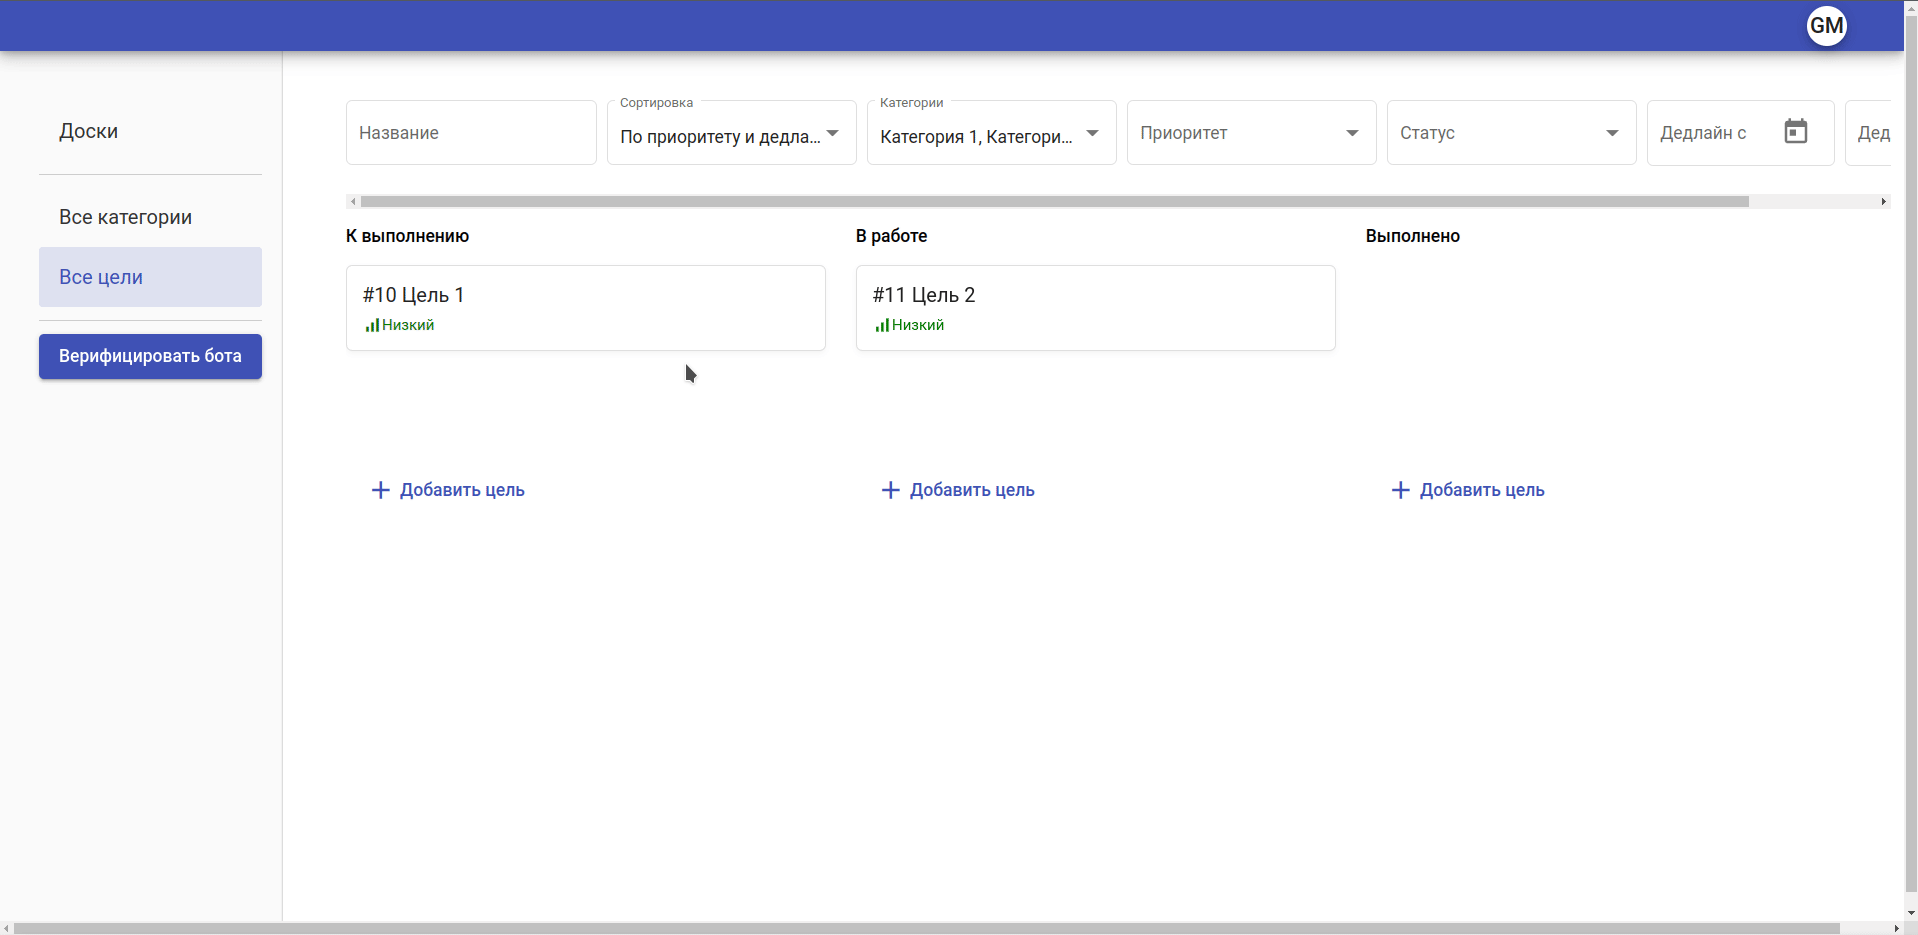 GM
Доски
Все категории
Все цели
Верифицировать бота
Название
Сортировка
По приоритету и дедла...
Категории
Категория 1, Категори...
Приоритет
Статус
Дедлайн с
Дед
К выполнению
В работе
Выполнено
#10 Цель 1
Низкий
#11 Цель 2
Низкий
Добавить цель
Добавить цель
Добавить цель